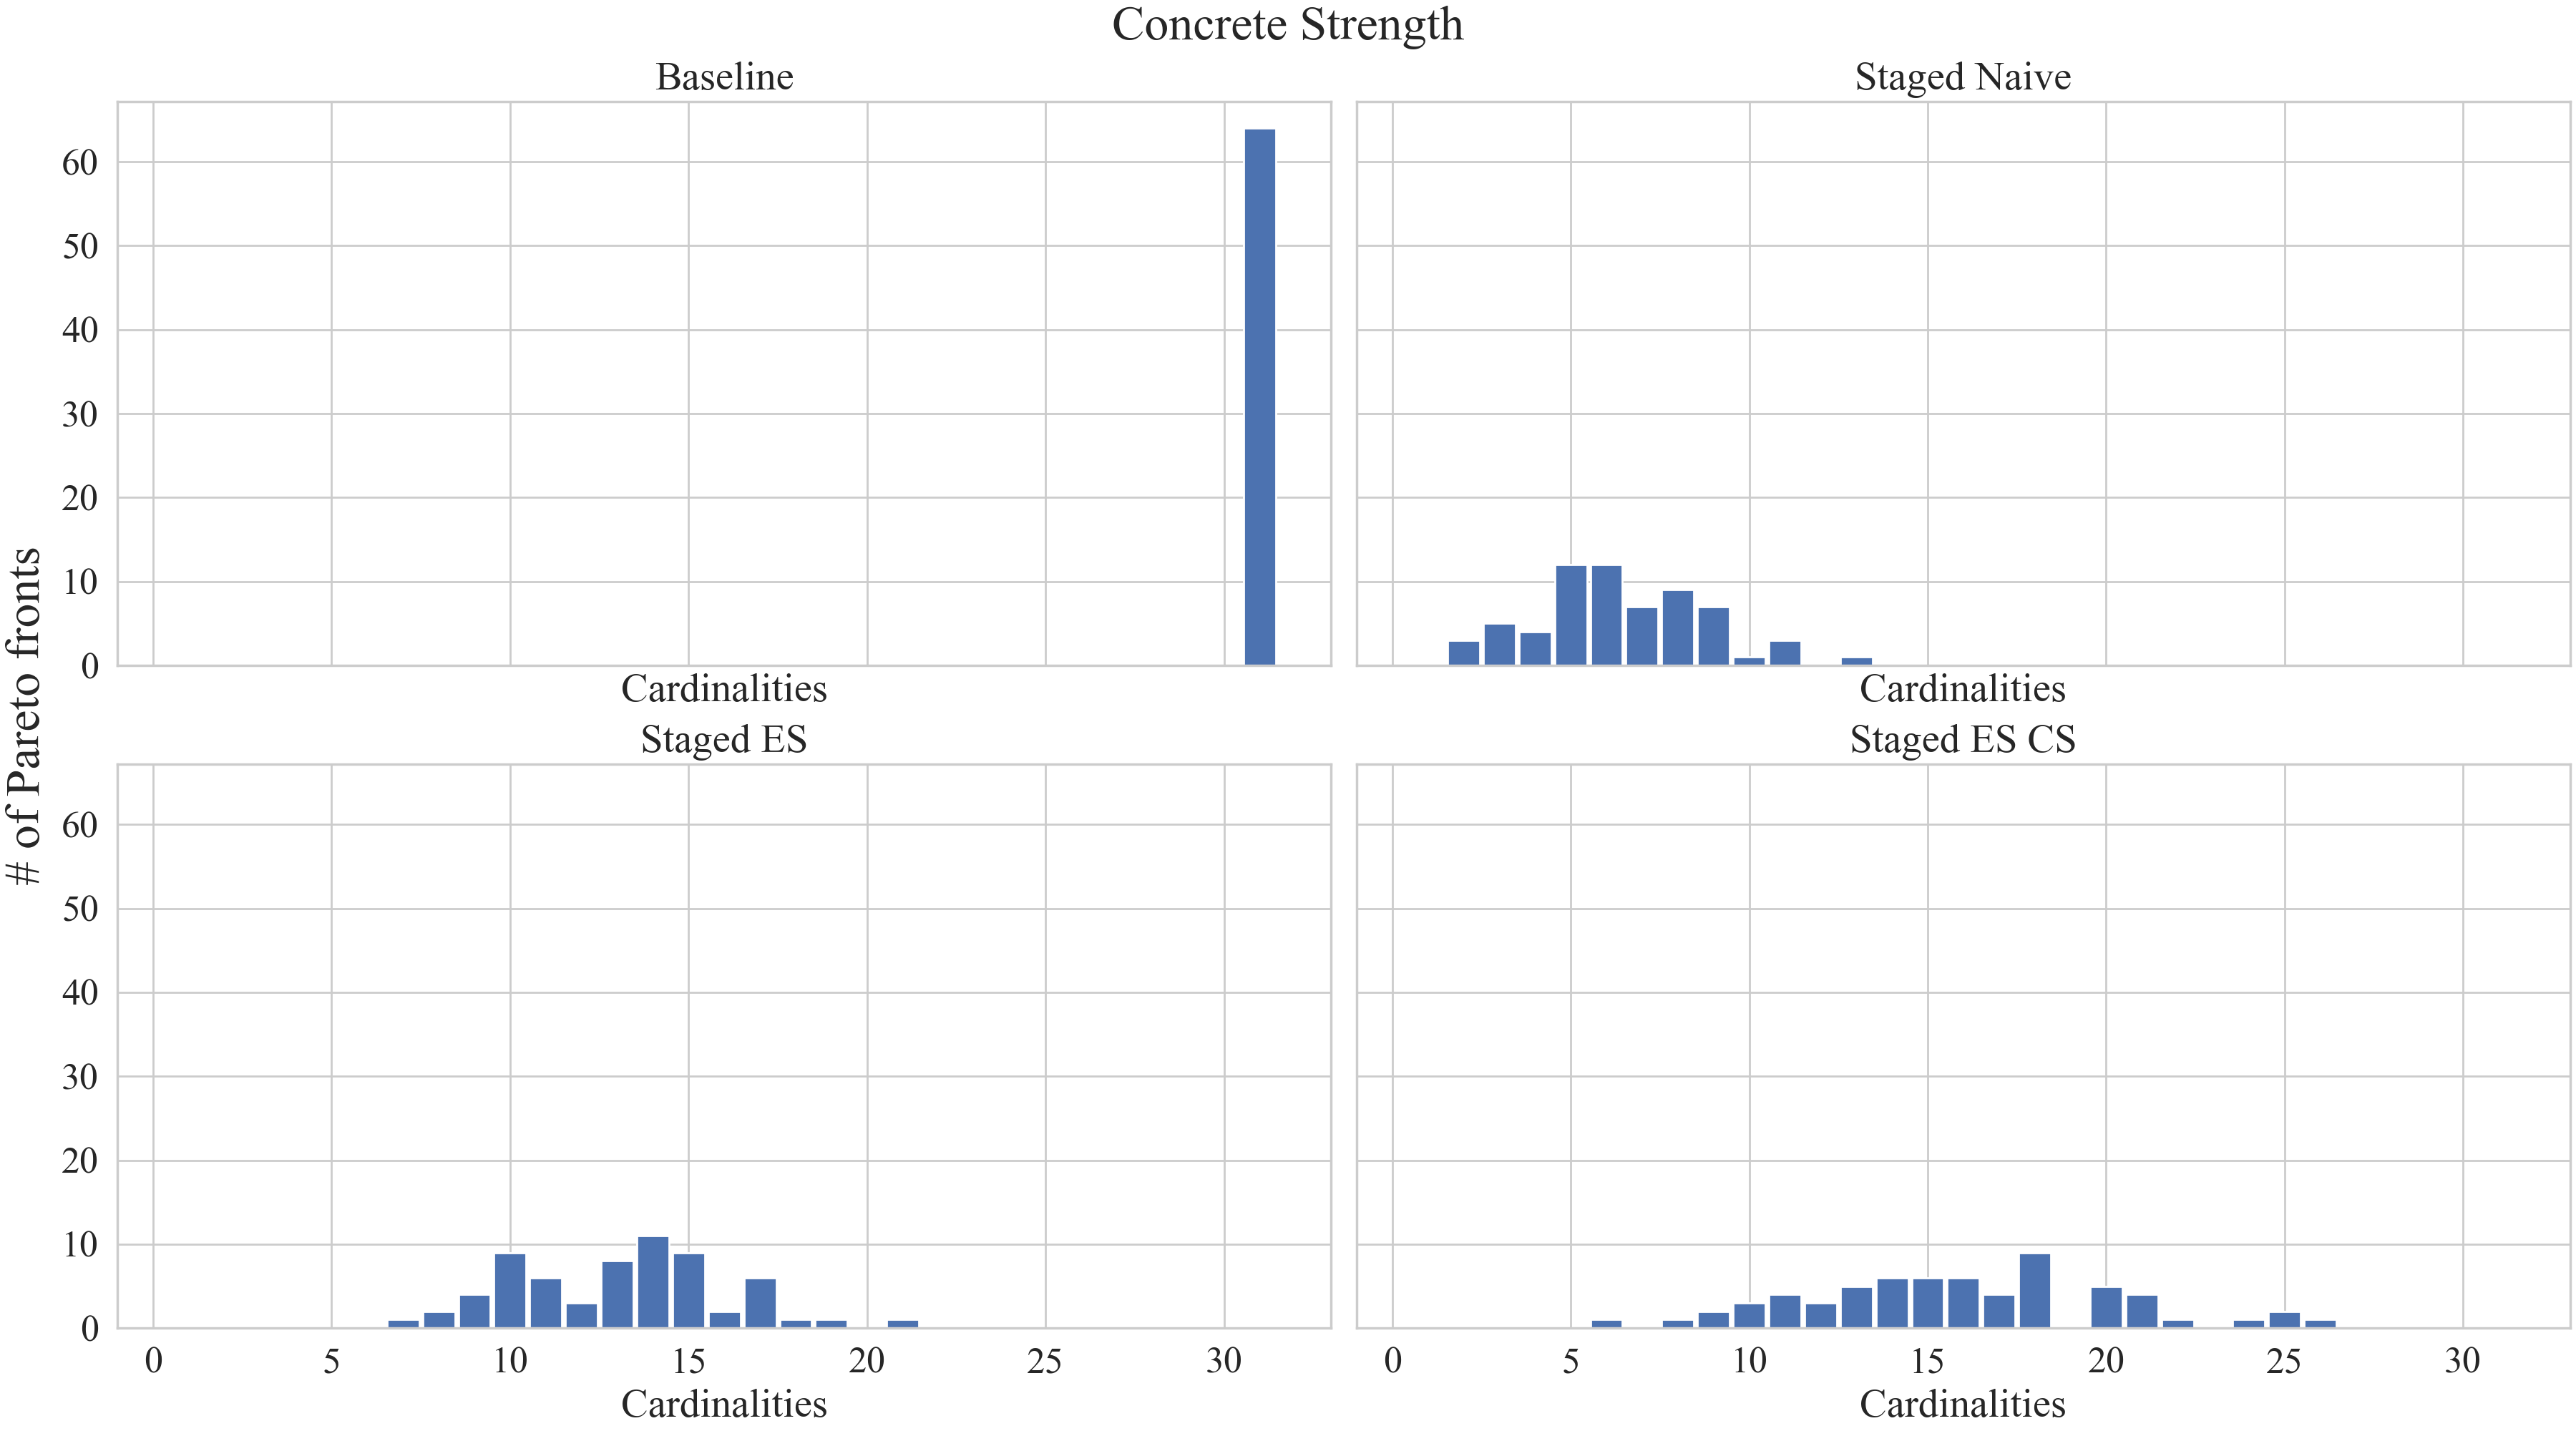 Concrete Strength
Baseline
Staged Naive
# of Pareto fronts
60
50
40
30
20
10
0
Cardinalities
Cardinalities
Staged ES
Staged ES CS
60
50
40
30
20
10
0
0 5 10 15 20 25 30
0 5 10 15 20 25 30
Cardinalities
Cardinalities